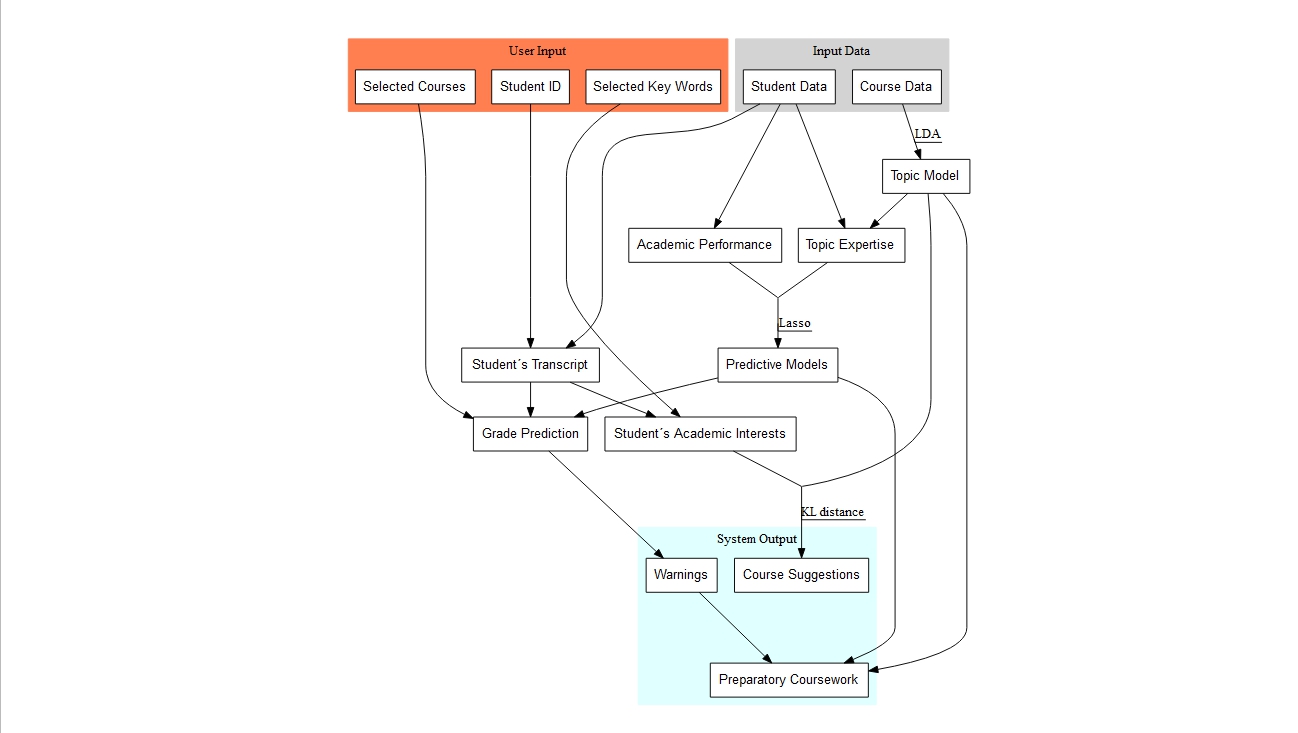 User Input
Input Data
Selected Courses
Student ID
Selected Key Words
Student Data
Course Data
LDA
Topic Model
Academic Performance
Topic Expertise
Lasso
Student´s Transcript
Predictive Models
Grade Prediction
Student´s Academic Interests
KL distance
System Output
Warnings
Course Suggestions
Preparatory Coursework